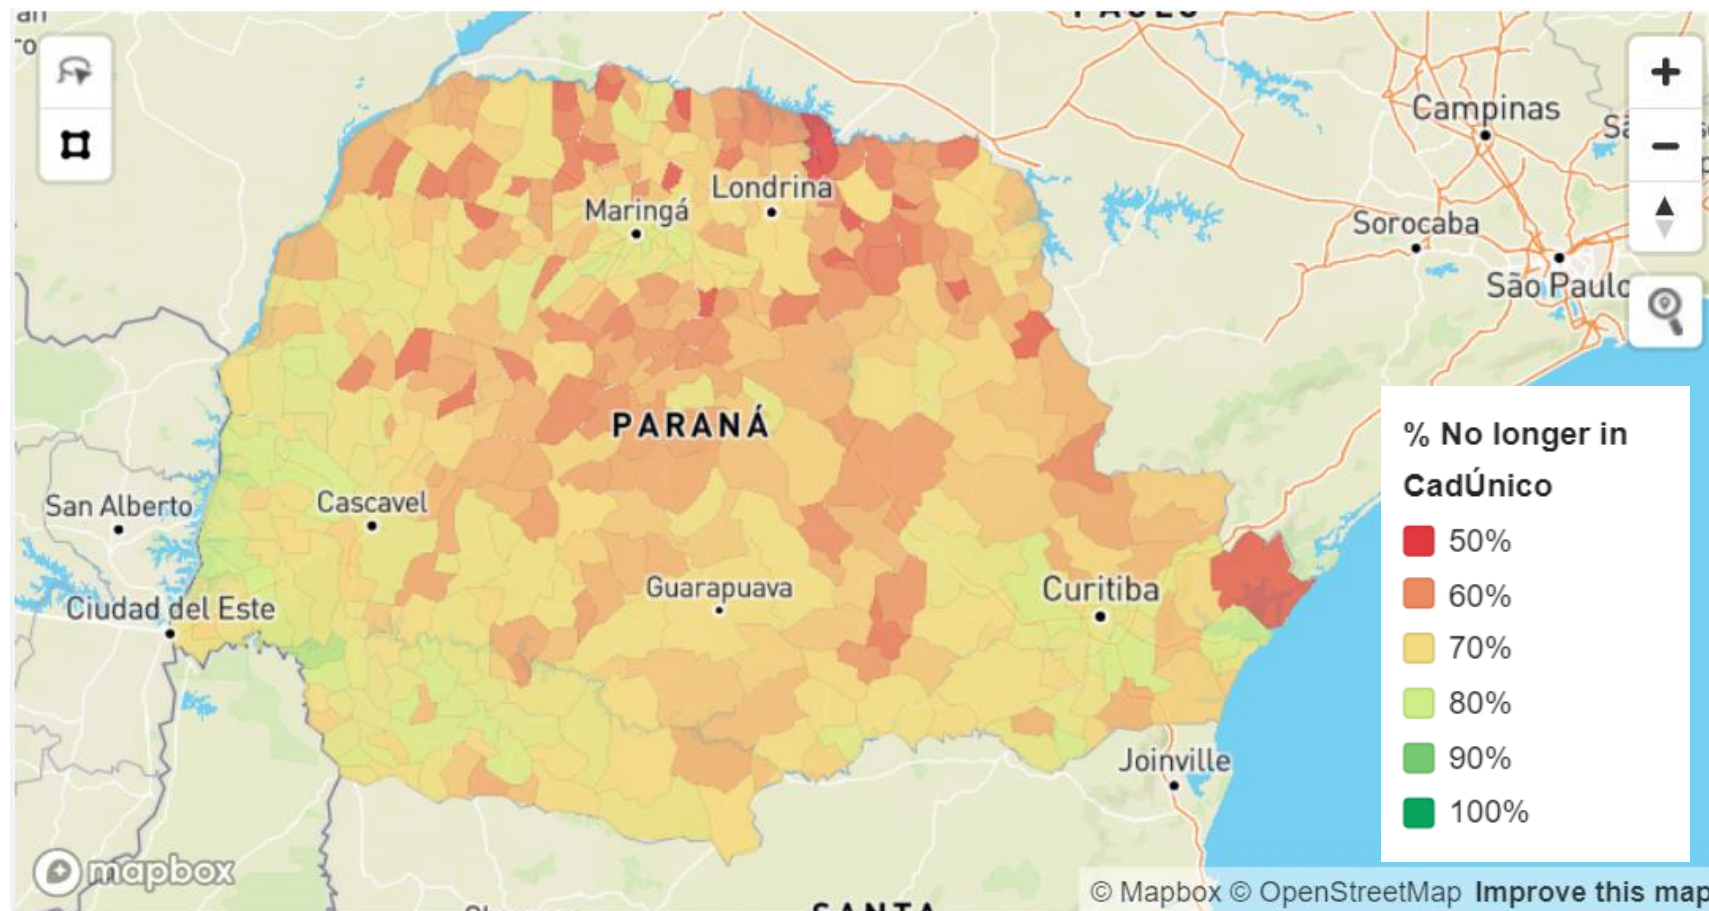 Campinas
Londrina
Maringá
Sorocaba
São Paulo
PARANÁ
% No longer in
CadÚnico
San Alberto
Cascavel
50%
60%
Guarapuava
Curitiba
Ciudad del Este
70%
80%
90%
Joinville
100%
mapbox
© Mapbox © OpenStreetMap Improve this map